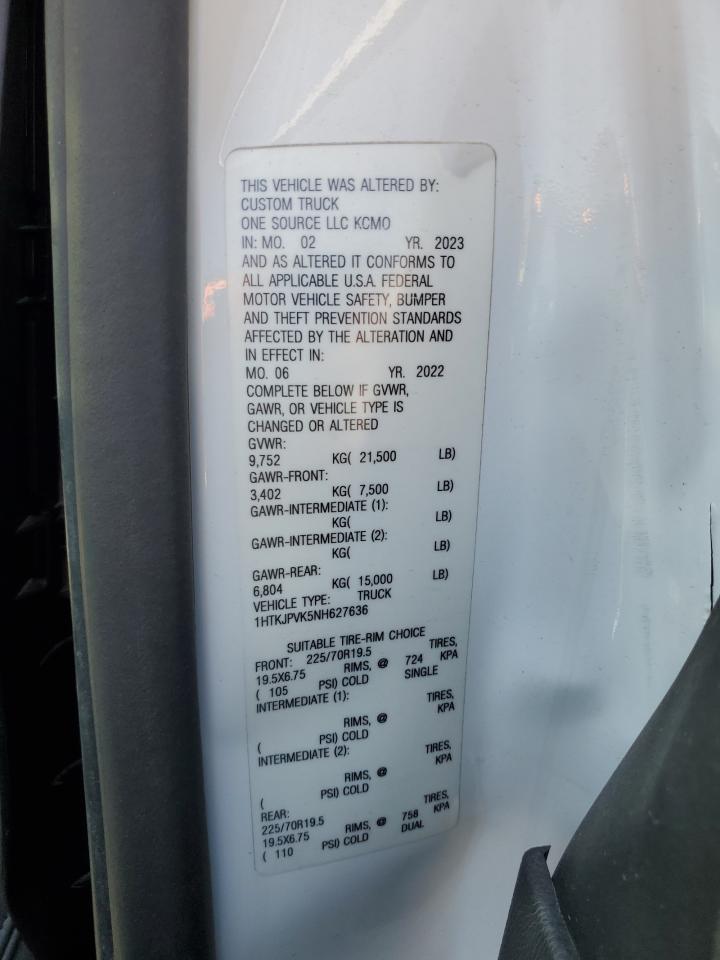 THIS VEHICLE WAS ALTERED BY:
CUSTOM TRUCK
ONE SOURCE LLC KCMO
IN: MO. 02 YR. 2023
AND AS ALTERED IT CONFORMS TO
ALL APPLICABLE U.S.A. FEDERAL
MOTOR VEHICLE SAFETY, BUMPER
AND THEFT PREVENTION STANDARDS
AFFECTED BY THE ALTERATION AND
IN EFFECT IN:
MO. 06 YR. 2022
COMPLETE BELOW IF GVWR,
GAWR, OR VEHICLE TYPE IS
CHANGED OR ALTERED
GVWR:
9,752 KG( 21,500 LB)
GAWR-FRONT:
3,402 KG( 7,500 LB)
GAWR-INTERMEDIATE (1):
KG( LB)
GAWR-INTERMEDIATE (2):
KG( LB)
GAWR-REAR:
6,804 KG( 15,000 LB)
VEHICLE TYPE: TRUCK
1HTKJPVK5NH627636
SUITABLE TIRE-RIM CHOICE
FRONT: 225/70R19.5 TIRES,
19.5X6.75 RIMS, @ 724 KPA
( 105 PSI) COLD SINGLE
INTERMEDIATE (1): TIRES,
RIMS, @ KPA
( PSI) COLD
INTERMEDIATE (2): TIRES,
RIMS, @ KPA
( PSI) COLD
REAR:
225/70R19.5 TIRES,
19.5X6.75 RIMS, @ 758 KPA
( 110 PSI) COLD DUAL